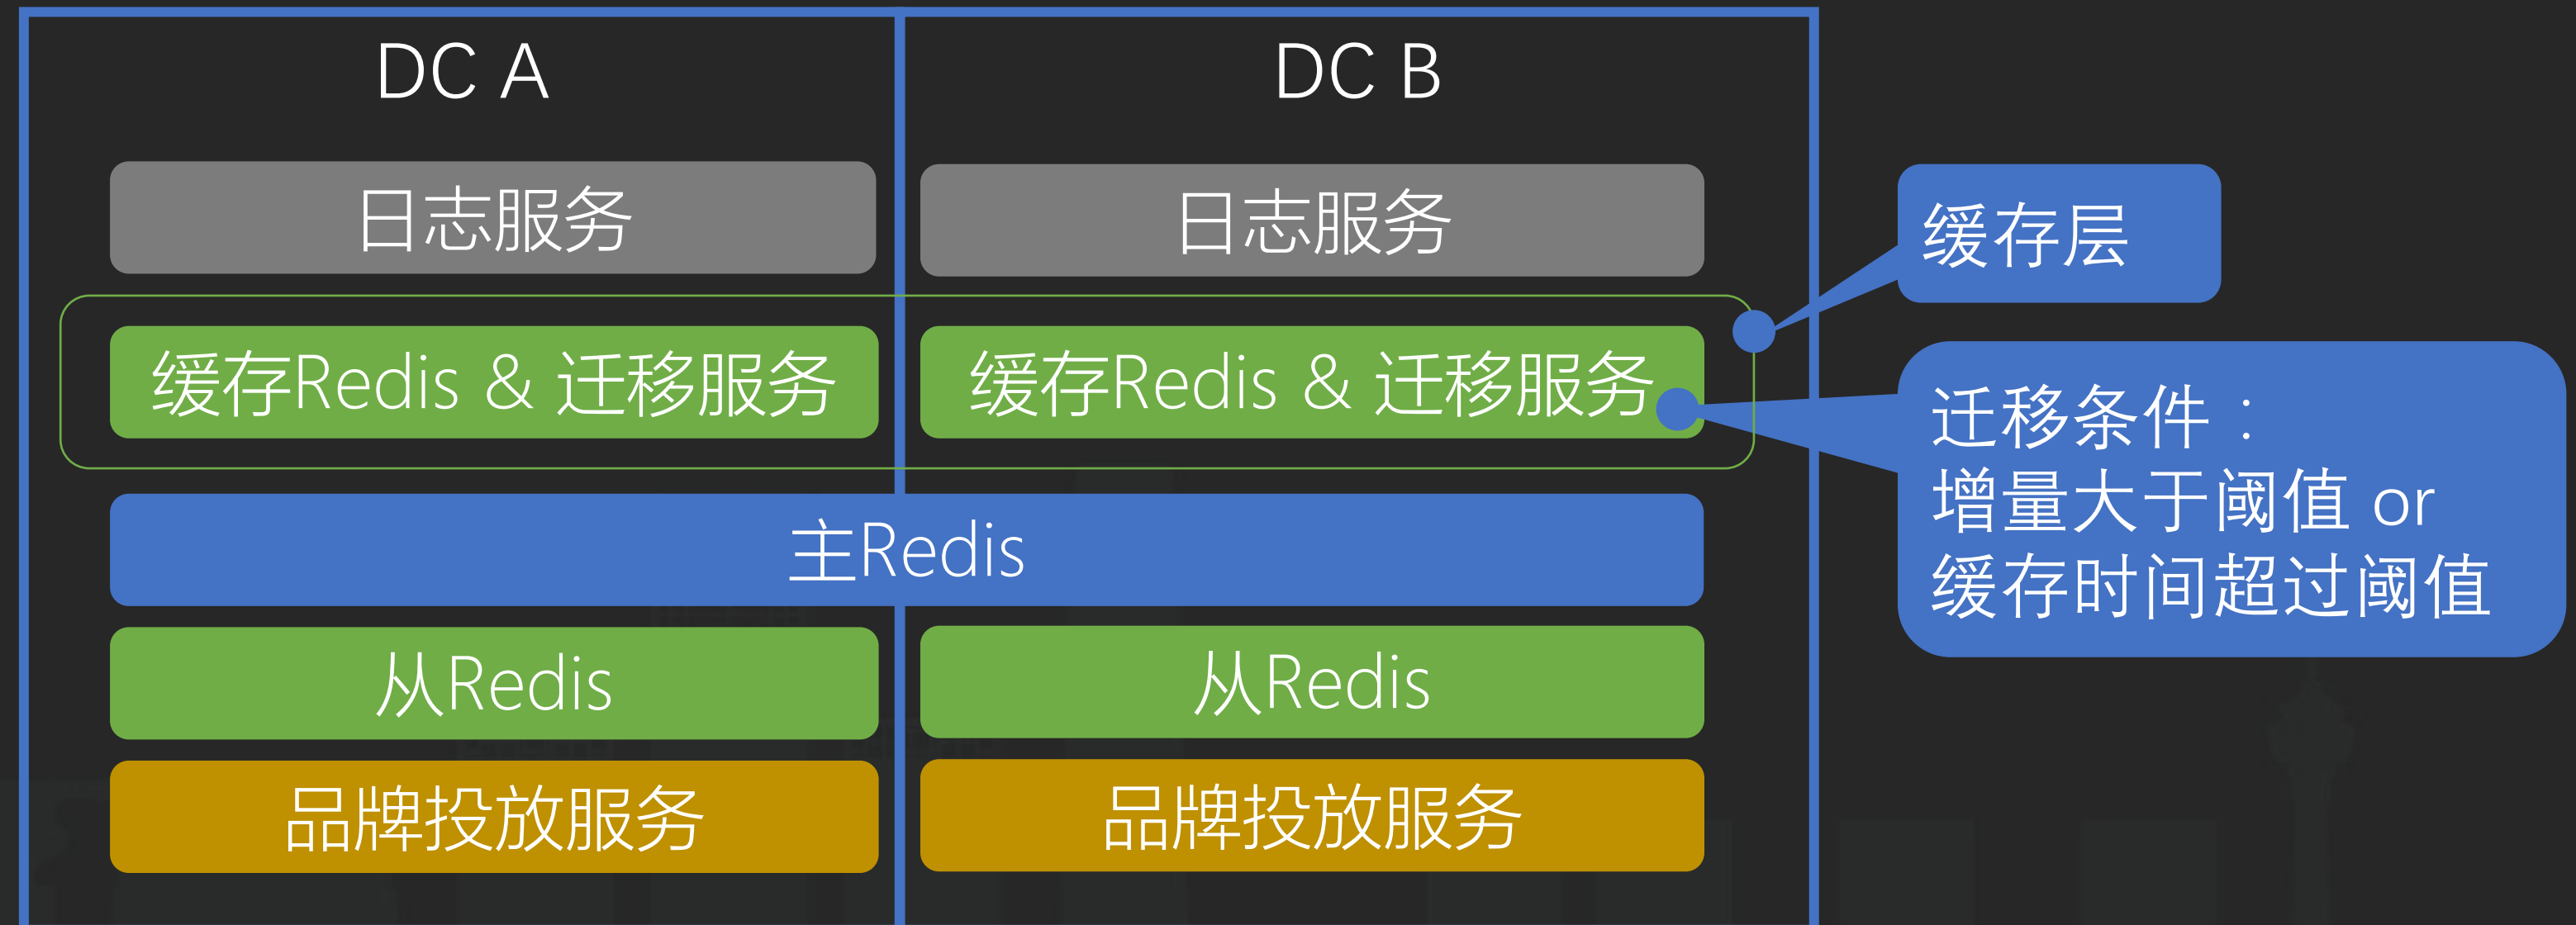 DC A
DC B
日志服务
日志服务
缓存层
缓存Redis & 迁移服务
缓存Redis & 迁移服务
迁移条件：
增量大于阈值 or
缓存时间超过阈值
主Redis
从Redis
从Redis
品牌投放服务
品牌投放服务